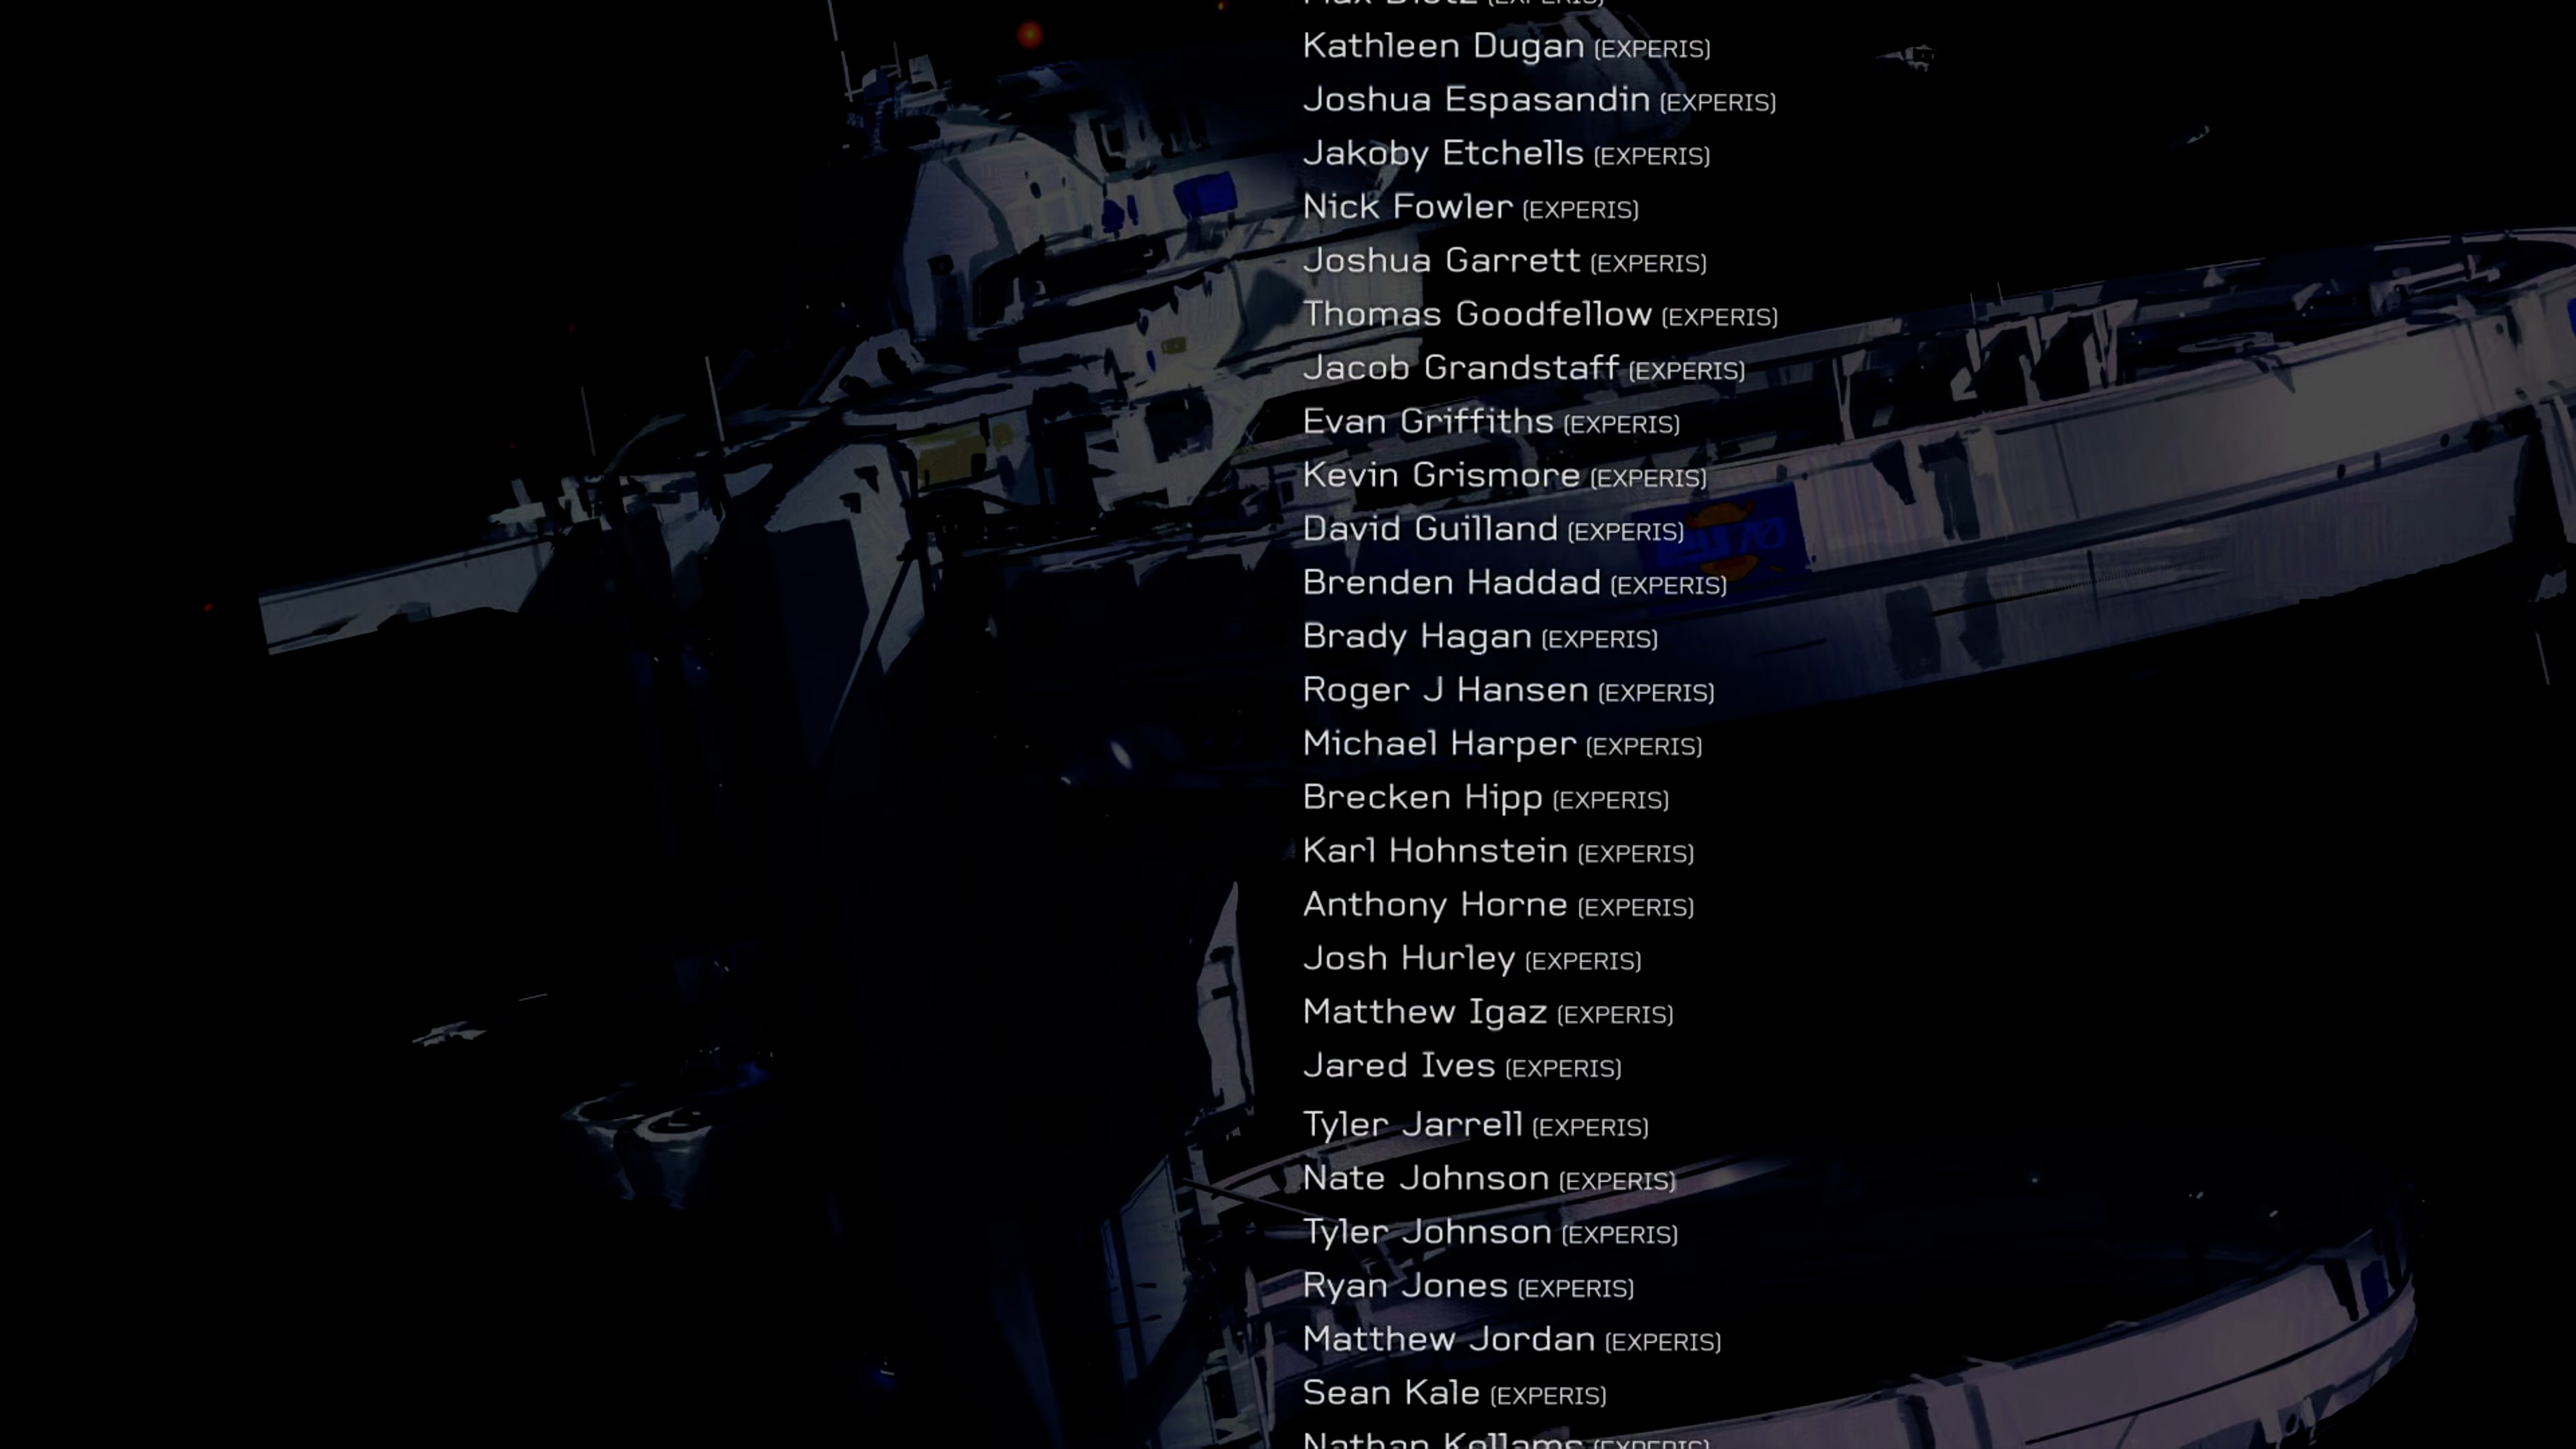 Kathleen Dugan (EXPERIS)
Joshua Espasandin (EXPERIS)
Jakoby Etchells (EXPERIS)
Nick Fowler (EXPERIS)
Joshua Garrett (EXPERIS)
Thomas Goodfellow (EXPERIS)
Jacob Grandstaff (EXPERIS)
Evan Griffiths (EXPERIS)
Kevin Grismore (EXPERIS)
David Guilland (EXPERIS)
Brenden Haddad (EXPERIS)
Brady Hagan (EXPERIS)
Roger J Hansen (EXPERIS)
Michael Harper (EXPERIS)
Brecken Hipp (EXPERIS)
Karl Hohnstein (EXPERIS)
Anthony Horne (EXPERIS)
Josh Hurley (EXPERIS)
Matthew Igaz (EXPERIS)
Jared Ives (EXPERIS)
Tyler Jarrell (EXPERIS)
Nate Johnson (EXPERIS)
Tyler Johnson (EXPERIS)
Ryan Jones (EXPERIS)
Matthew Jordan (EXPERIS)
Sean Kale (EXPERIS)
Nathan Kellams (EXPERIS)